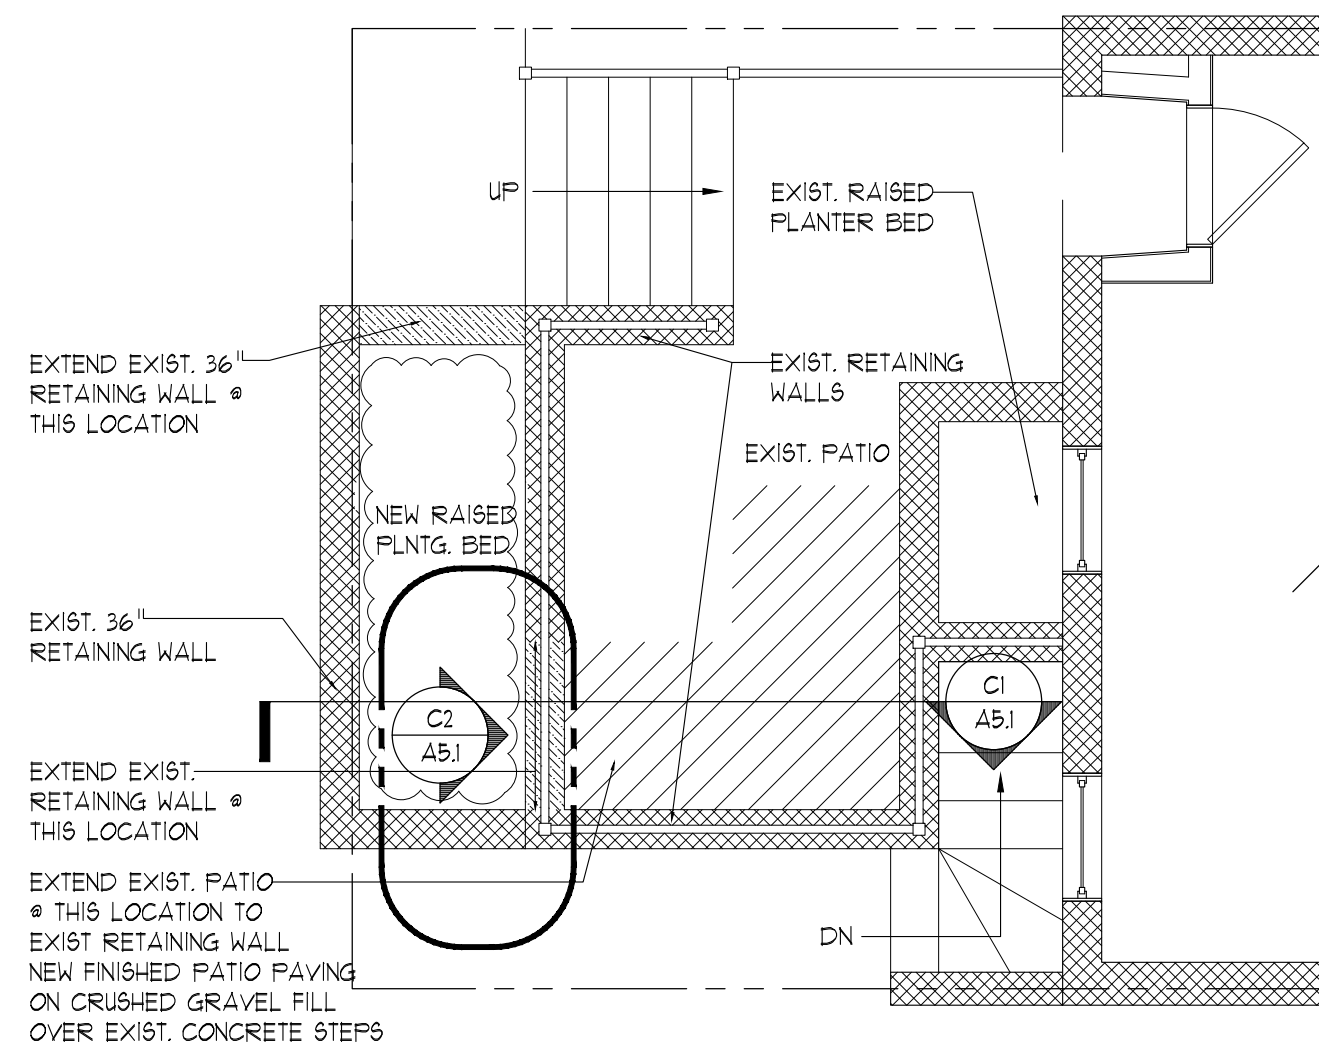 UP
EXIST. RAISED
PLANTER BED
EXTEND EXIST. 36"
RETAINING WALL @
THIS LOCATION
EXIST. RETAINING
WALLS
EXIST. PATIO
NEW RAISED
PLNTG. BED
EXIST. 36"
RETAINING WALL
C2
A5.1
C1
A5.1
EXTEND EXIST.
RETAINING WALL @
THIS LOCATION
EXTEND EXIST. PATIO
@ THIS LOCATION TO
EXIST RETAINING WALL
NEW FINISHED PATIO PAVING
ON CRUSHED GRAVEL FILL
OVER EXIST. CONCRETE STEPS
DN